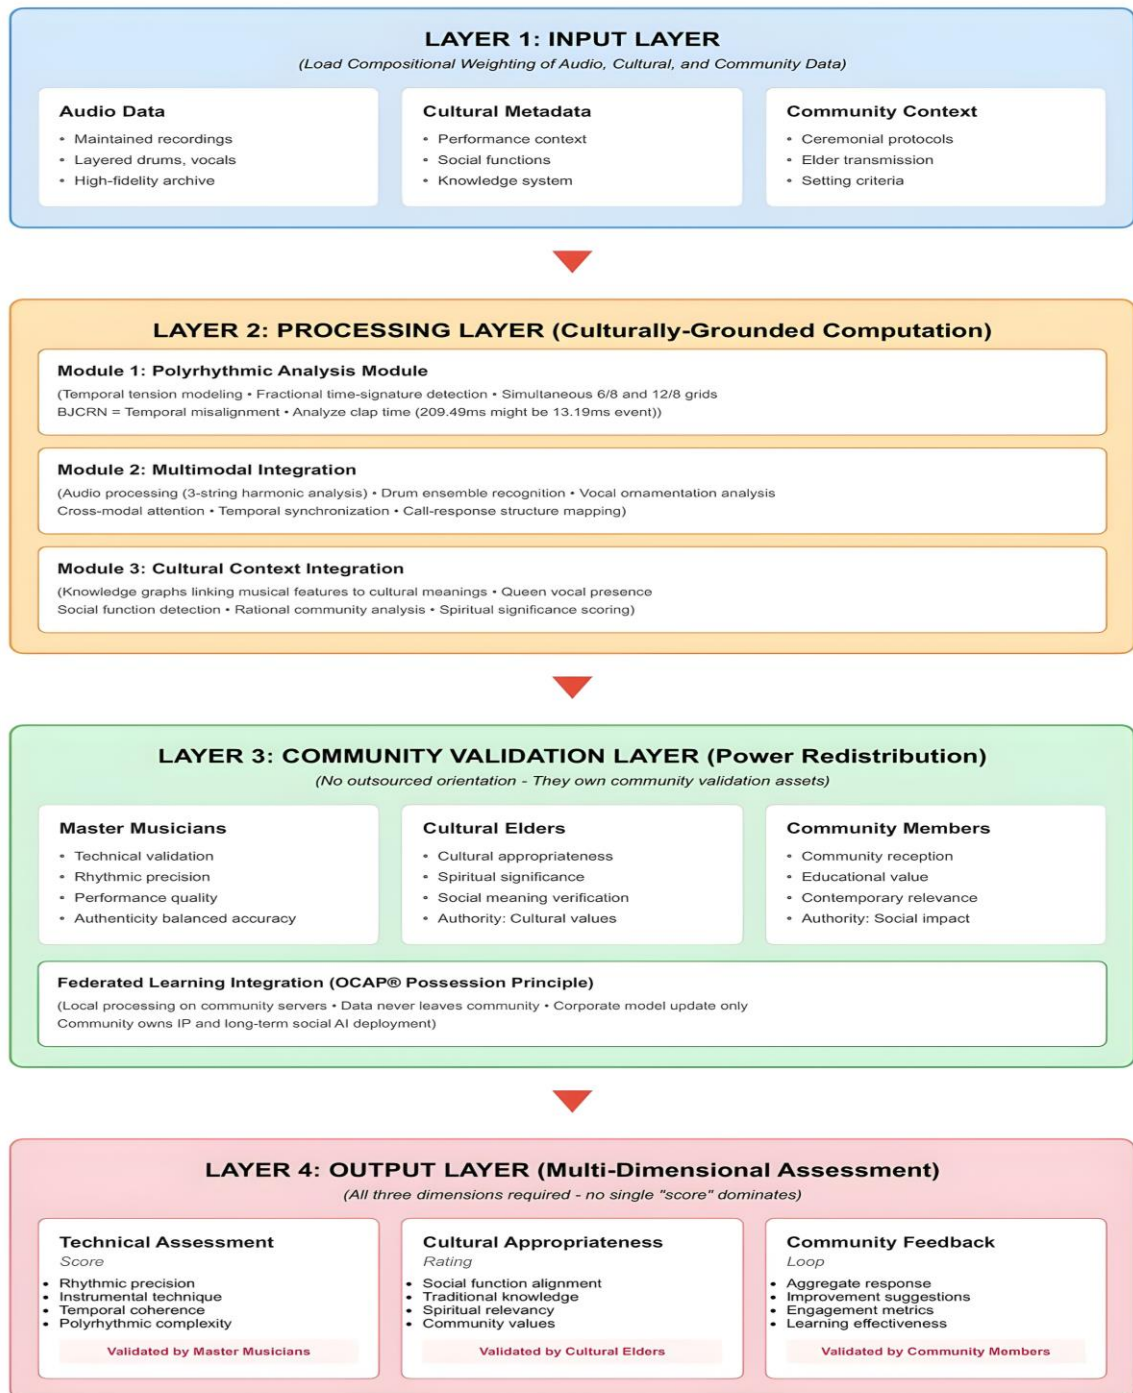 LAYER 1: INPUT LAYER
(Load Compositional Weighting of Audio, Cultural, and Community Data)
Audio Data
• Maintained recordings
• Layered drums, vocals
• High-fidelity archive
Cultural Metadata
• Performance context
• Social functions
• Knowledge system
Community Context
• Ceremonial protocols
• Elder transmission
• Setting criteria
LAYER 2: PROCESSING LAYER (Culturally-Grounded Computation)
Module 1: Polyrhythmic Analysis Module
(Temporal tension modeling • Fractional time-signature detection • Simultaneous 6/8 and 12/8 grids
BJCRN = Temporal misalignment • Analyze clap time (209.49ms might be 13.19ms event))
Module 2: Multimodal Integration
(Audio processing (3-string harmonic analysis) • Drum ensemble recognition • Vocal ornamentation analysis
Cross-modal attention • Temporal synchronization • Call-response structure mapping)
Module 3: Cultural Context Integration
(Knowledge graphs linking musical features to cultural meanings • Queen vocal presence
Social function detection • Rational community analysis • Spiritual significance scoring)
LAYER 3: COMMUNITY VALIDATION LAYER (Power Redistribution)
(No outsourced orientation - They own community validation assets)
Master Musicians
• Technical validation
• Rhythmic precision
• Performance quality
• Authenticity balanced accuracy
Cultural Elders
• Cultural appropriateness
• Spiritual significance
• Social meaning verification
• Authority: Cultural values
Community Members
• Community reception
• Educational value
• Contemporary relevance
• Authority: Social impact
Federated Learning Integration (OCAP® Possession Principle)
(Local processing on community servers • Data never leaves community • Corporate model update only
Community owns IP and long-term social AI deployment)
LAYER 4: OUTPUT LAYER (Multi-Dimensional Assessment)
(All three dimensions required - no single "score" dominates)
Technical Assessment
Score
• Rhythmic precision
• Instrumental technique
• Temporal coherence
• Polyrhythmic complexity
Validated by Master Musicians
Cultural Appropriateness
Rating
• Social function alignment
• Traditional knowledge
• Spiritual relevancy
• Community values
Validated by Cultural Elders
Community Feedback
Loop
• Aggregate response
• Improvement suggestions
• Engagement metrics
• Learning effectiveness
Validated by Community Members